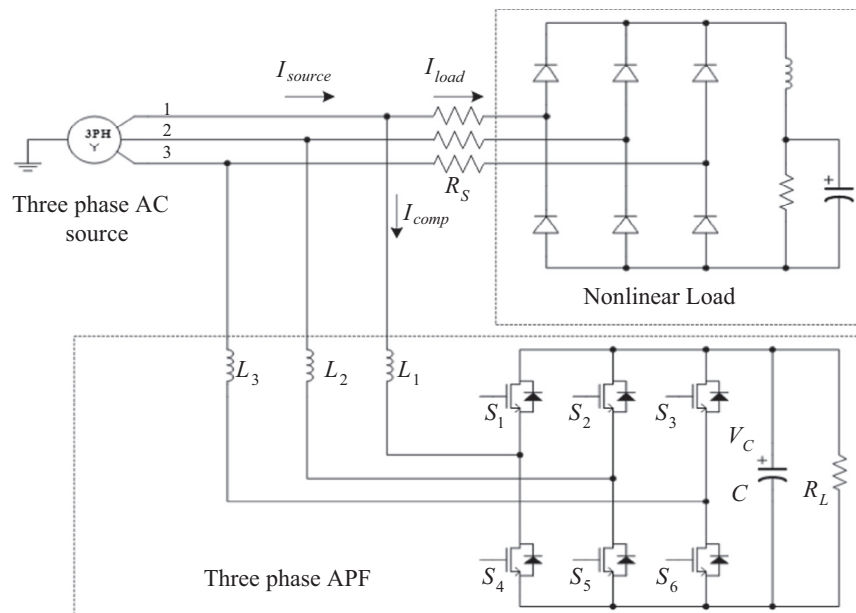 I_source
I_load
1
2
3
3PH
Y
R_S
Three phase AC
source
I_comp
Nonlinear Load
L_3
L_2
L_1
S_1
S_2
S_3
V_C
+
+
C
R_L
S_4
S_5
S_6
Three phase APF